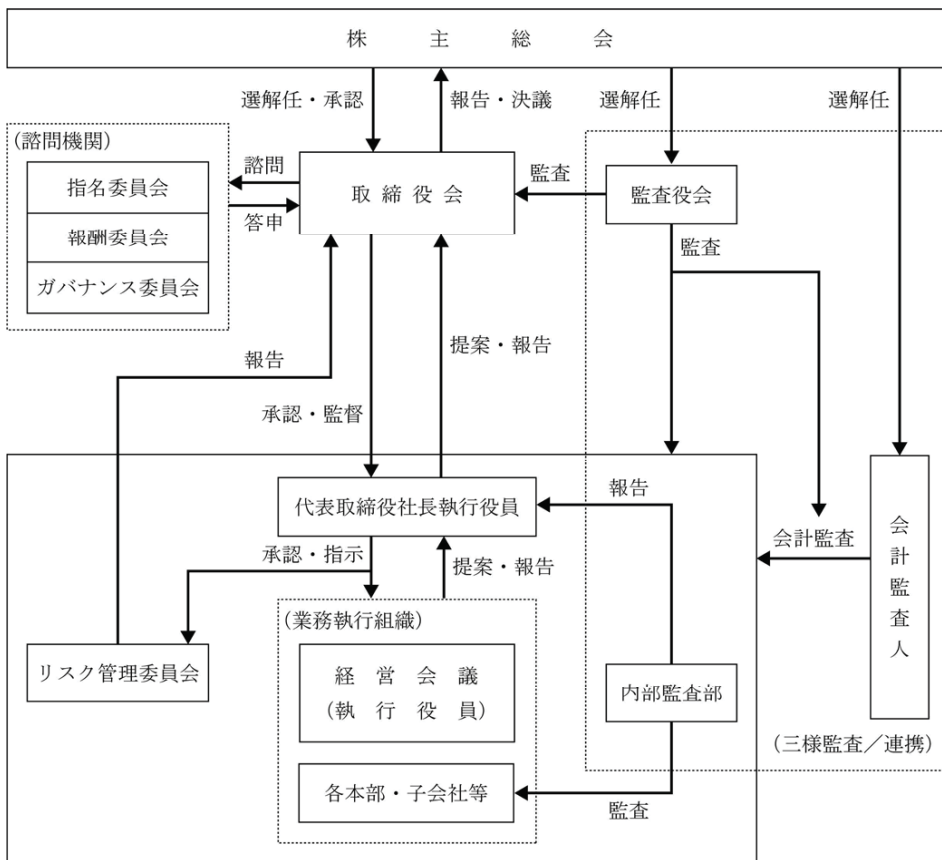 株主総会
選解任・承認
報告・決議
選解任
選解任
(諮問機関)
指名委員会
報酬委員会
ガバナンス委員会
諮問
答申
取締役会
監査
監査役会
監査
報告
承認・監督
提案・報告
代表取締役社長執行役員
報告
会計監査
会計監査人
承認・指示
提案・報告
リスク管理委員会
(業務執行組織)
経営会議
(執行役員)
各本部・子会社等
内部監査部
監査
(三様監査／連携)